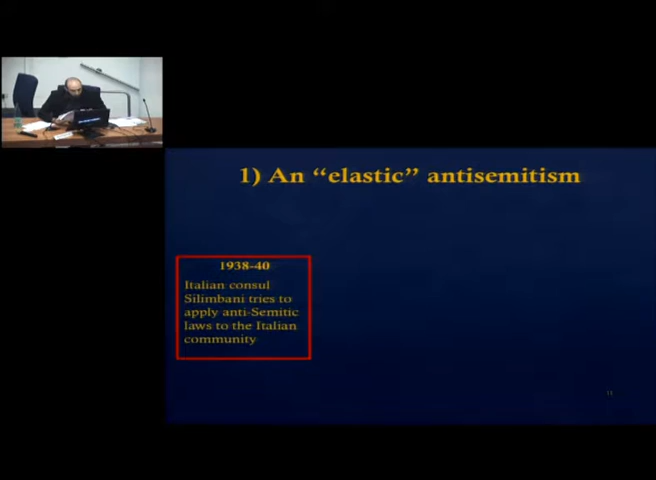 1) An “elastic” antisemitism
1938-40
Italian consul
Silimbani tries to
apply anti-Semitic
laws to the Italian
community